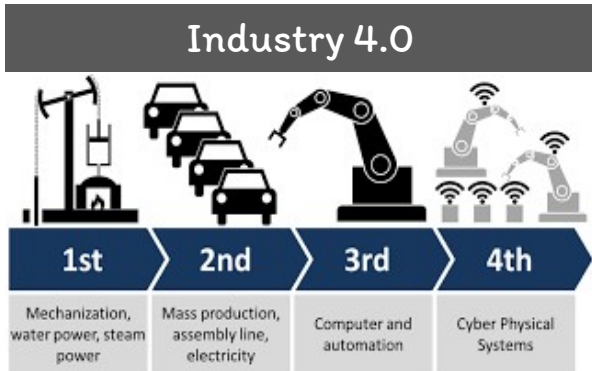 Industry 4.0
1st
2nd
3rd
4th
Mechanization,
water power, steam
power
Mass production,
assembly line,
electricity
Computer and
automation
Cyber Physical
Systems